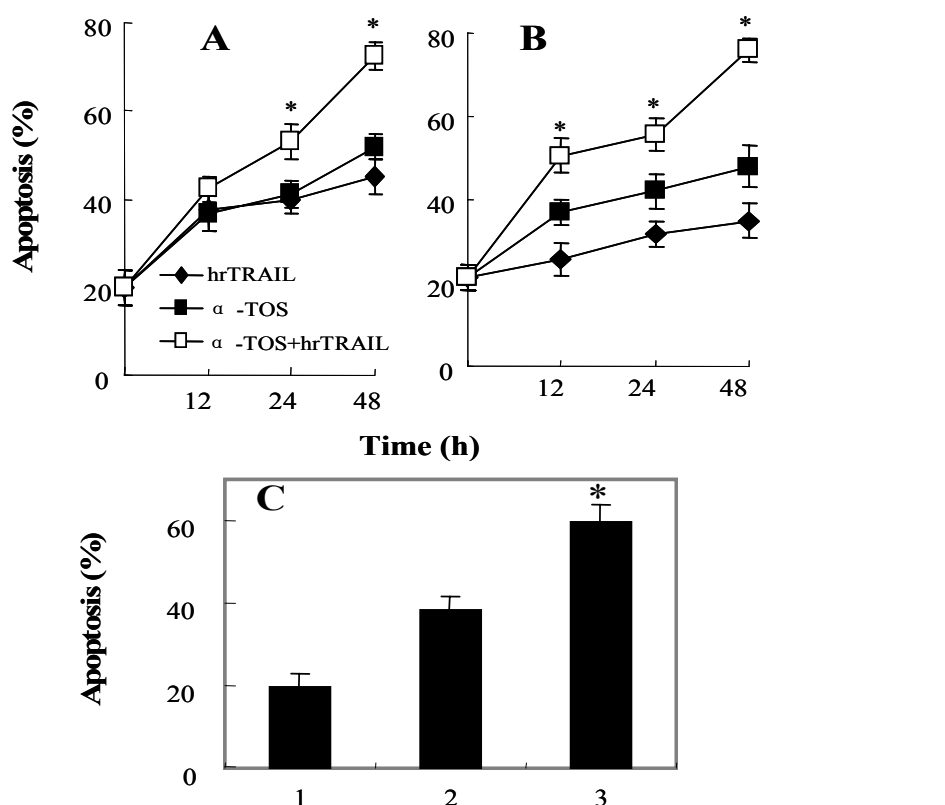 80
60
40
20
0
Apoptosis (%)
A
*
*
hrTRAIL
α -TOS
α -TOS+hrTRAIL
12 24 48
80
60
40
20
0
B
*
*
*
12 24 48
Time (h)
Apoptosis (%)
C
*
60
40
20
0
1 2 3